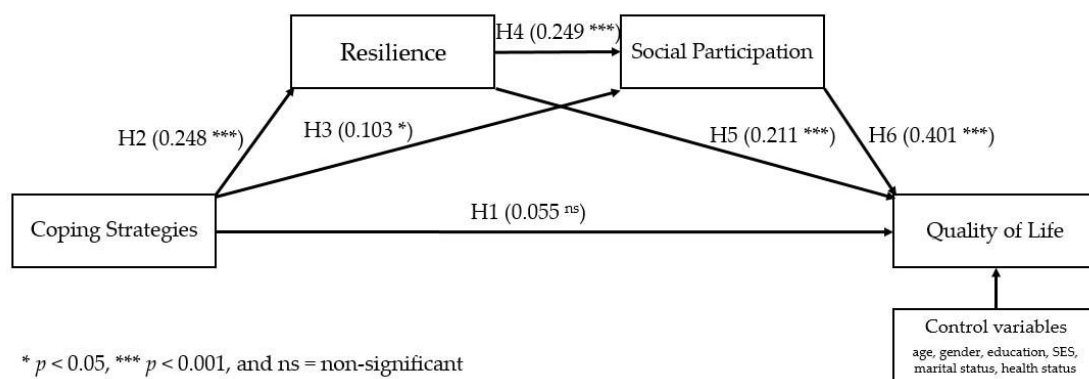 H4 (0.249 ***)
Resilience
Social Participation
H2 (0.248 ***)
H3 (0.103 *)
H5 (0.211 ***)
H6 (0.401 ***)
H1 (0.055 ns)
Coping Strategies
Quality of Life
Control variables
age, gender, education, SES,
marital status, health status
* p < 0.05, *** p < 0.001, and ns = non-significant